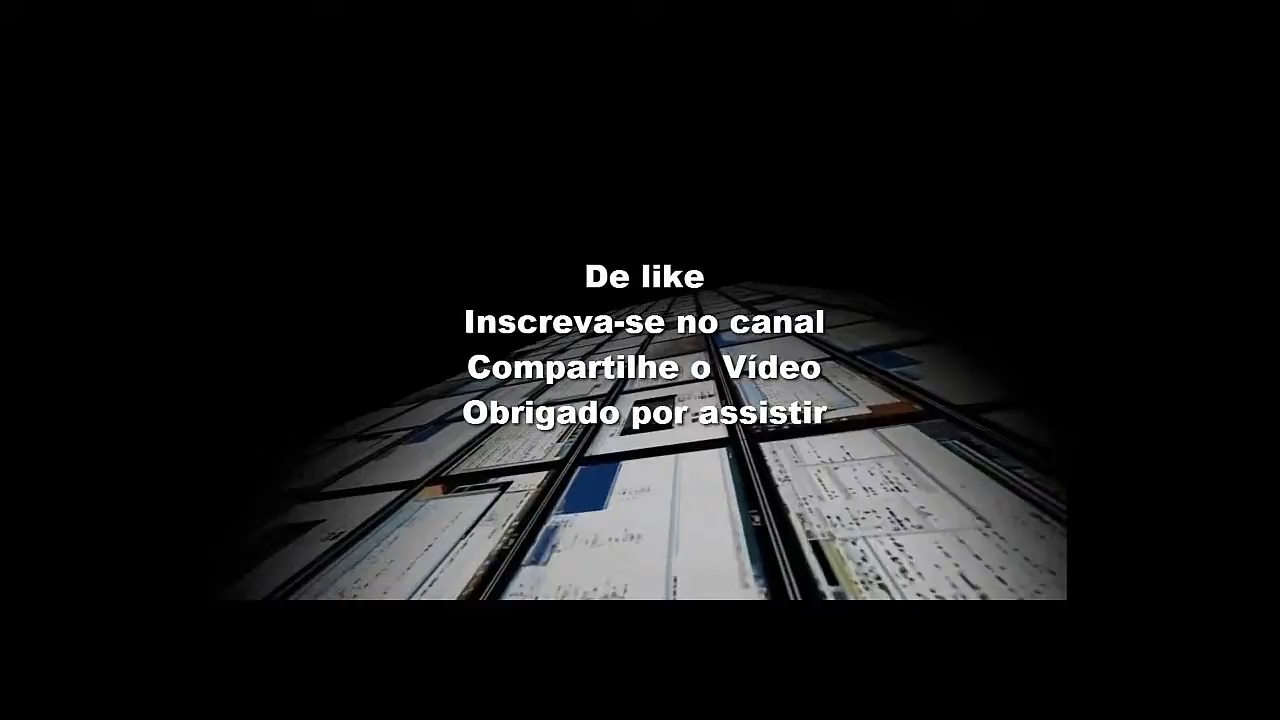 De like
Inscreva-se no canal
Compartilhe o Vídeo
Obrigado por assistir